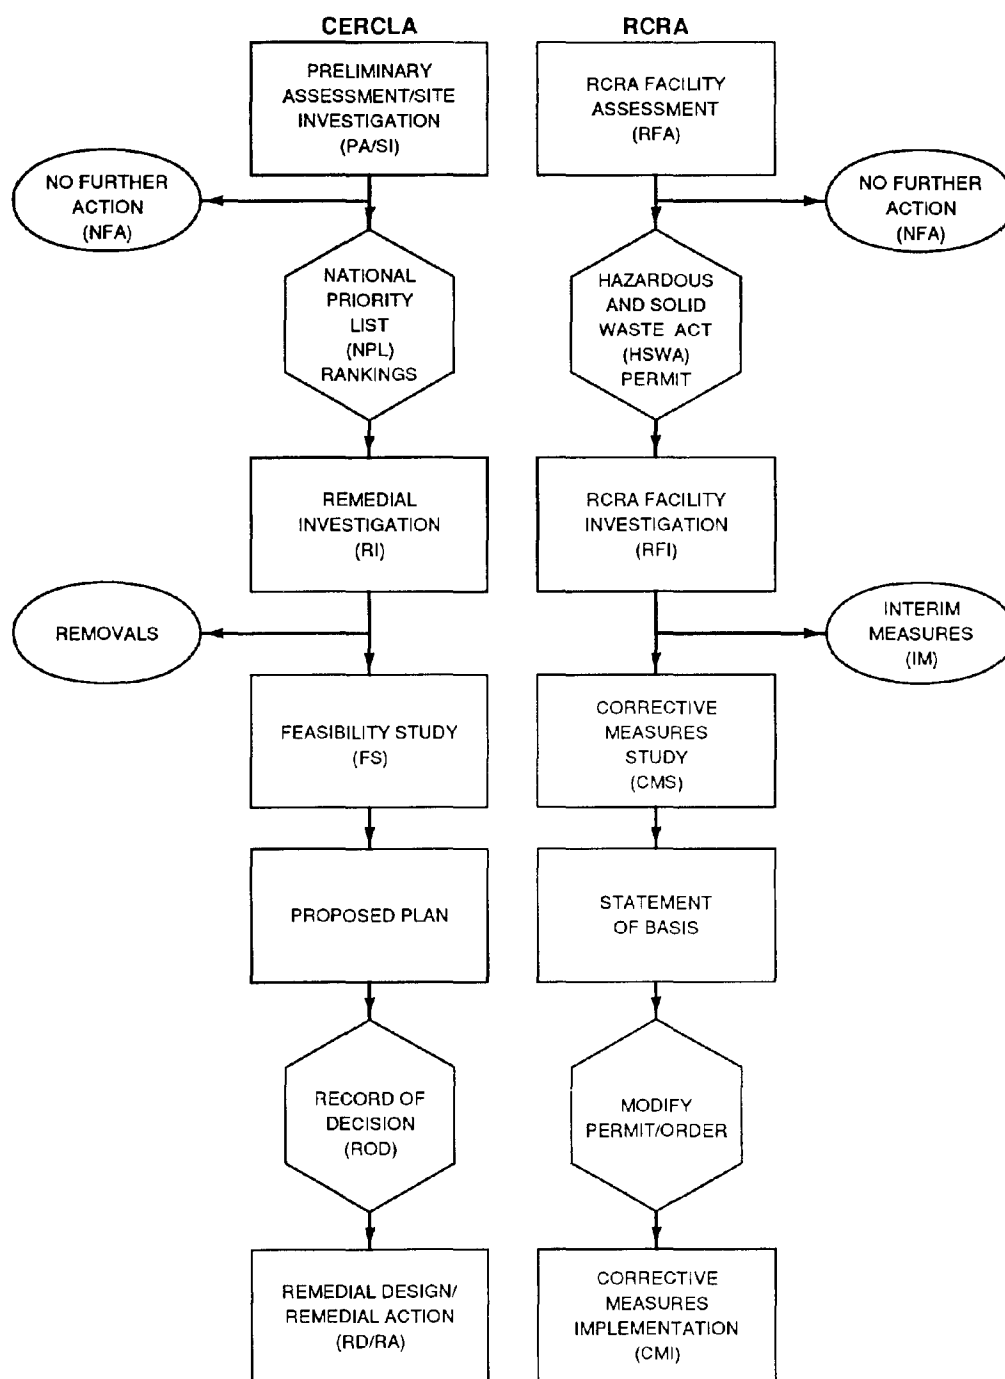 CERCLA
RCRA
PRELIMINARY
ASSESSMENT/SITE
INVESTIGATION
(PA/SI)
RCRA FACILITY
ASSESSMENT
(RFA)
NO FURTHER
ACTION
(NFA)
NO FURTHER
ACTION
(NFA)
NATIONAL
PRIORITY
LIST
(NPL)
RANKINGS
HAZARDOUS
AND SOLID
WASTE ACT
(HSWA)
PERMIT
REMEDIAL
INVESTIGATION
(RI)
RCRA FACILITY
INVESTIGATION
(RFI)
REMOVALS
INTERIM
MEASURES
(IM)
FEASIBILITY STUDY
(FS)
CORRECTIVE
MEASURES
STUDY
(CMS)
PROPOSED PLAN
STATEMENT
OF BASIS
RECORD OF
DECISION
(ROD)
MODIFY
PERMIT/ORDER
REMEDIAL DESIGN/
REMEDIAL ACTION
(RD/RA)
CORRECTIVE
MEASURES
IMPLEMENTATION
(CMI)